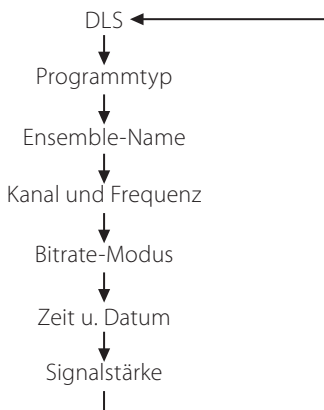 DLS
Programmtyp
Ensemble-Name
Kanal und Frequenz
Bitrate-Modus
Zeit u. Datum
Signalstärke